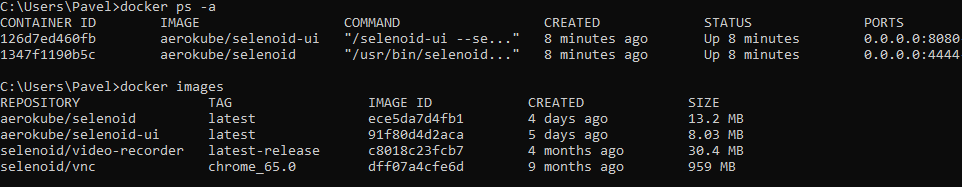 C:\Users\Pavel>docker ps -a
CONTAINER ID IMAGE COMMAND CREATED STATUS PORTS
126d7ed460fb aerokube/selenoid-ui "/selenoid-ui --se..." 8 minutes ago Up 8 minutes 0.0.0.0:8080
1347f1190b5c aerokube/selenoid "/usr/bin/selenoid..." 8 minutes ago Up 8 minutes 0.0.0.0:4444
C:\Users\Pavel>docker images
REPOSITORY TAG IMAGE ID CREATED SIZE
aerokube/selenoid latest ece5da7d4fb1 4 days ago 13.2 MB
aerokube/selenoid-ui latest 91f80d4d2aca 5 days ago 8.03 MB
selenoid/video-recorder latest-release c8018c23fcb7 4 months ago 30.4 MB
selenoid/vnc chrome_65.0 dff07a4cfe6d 9 months ago 959 MB